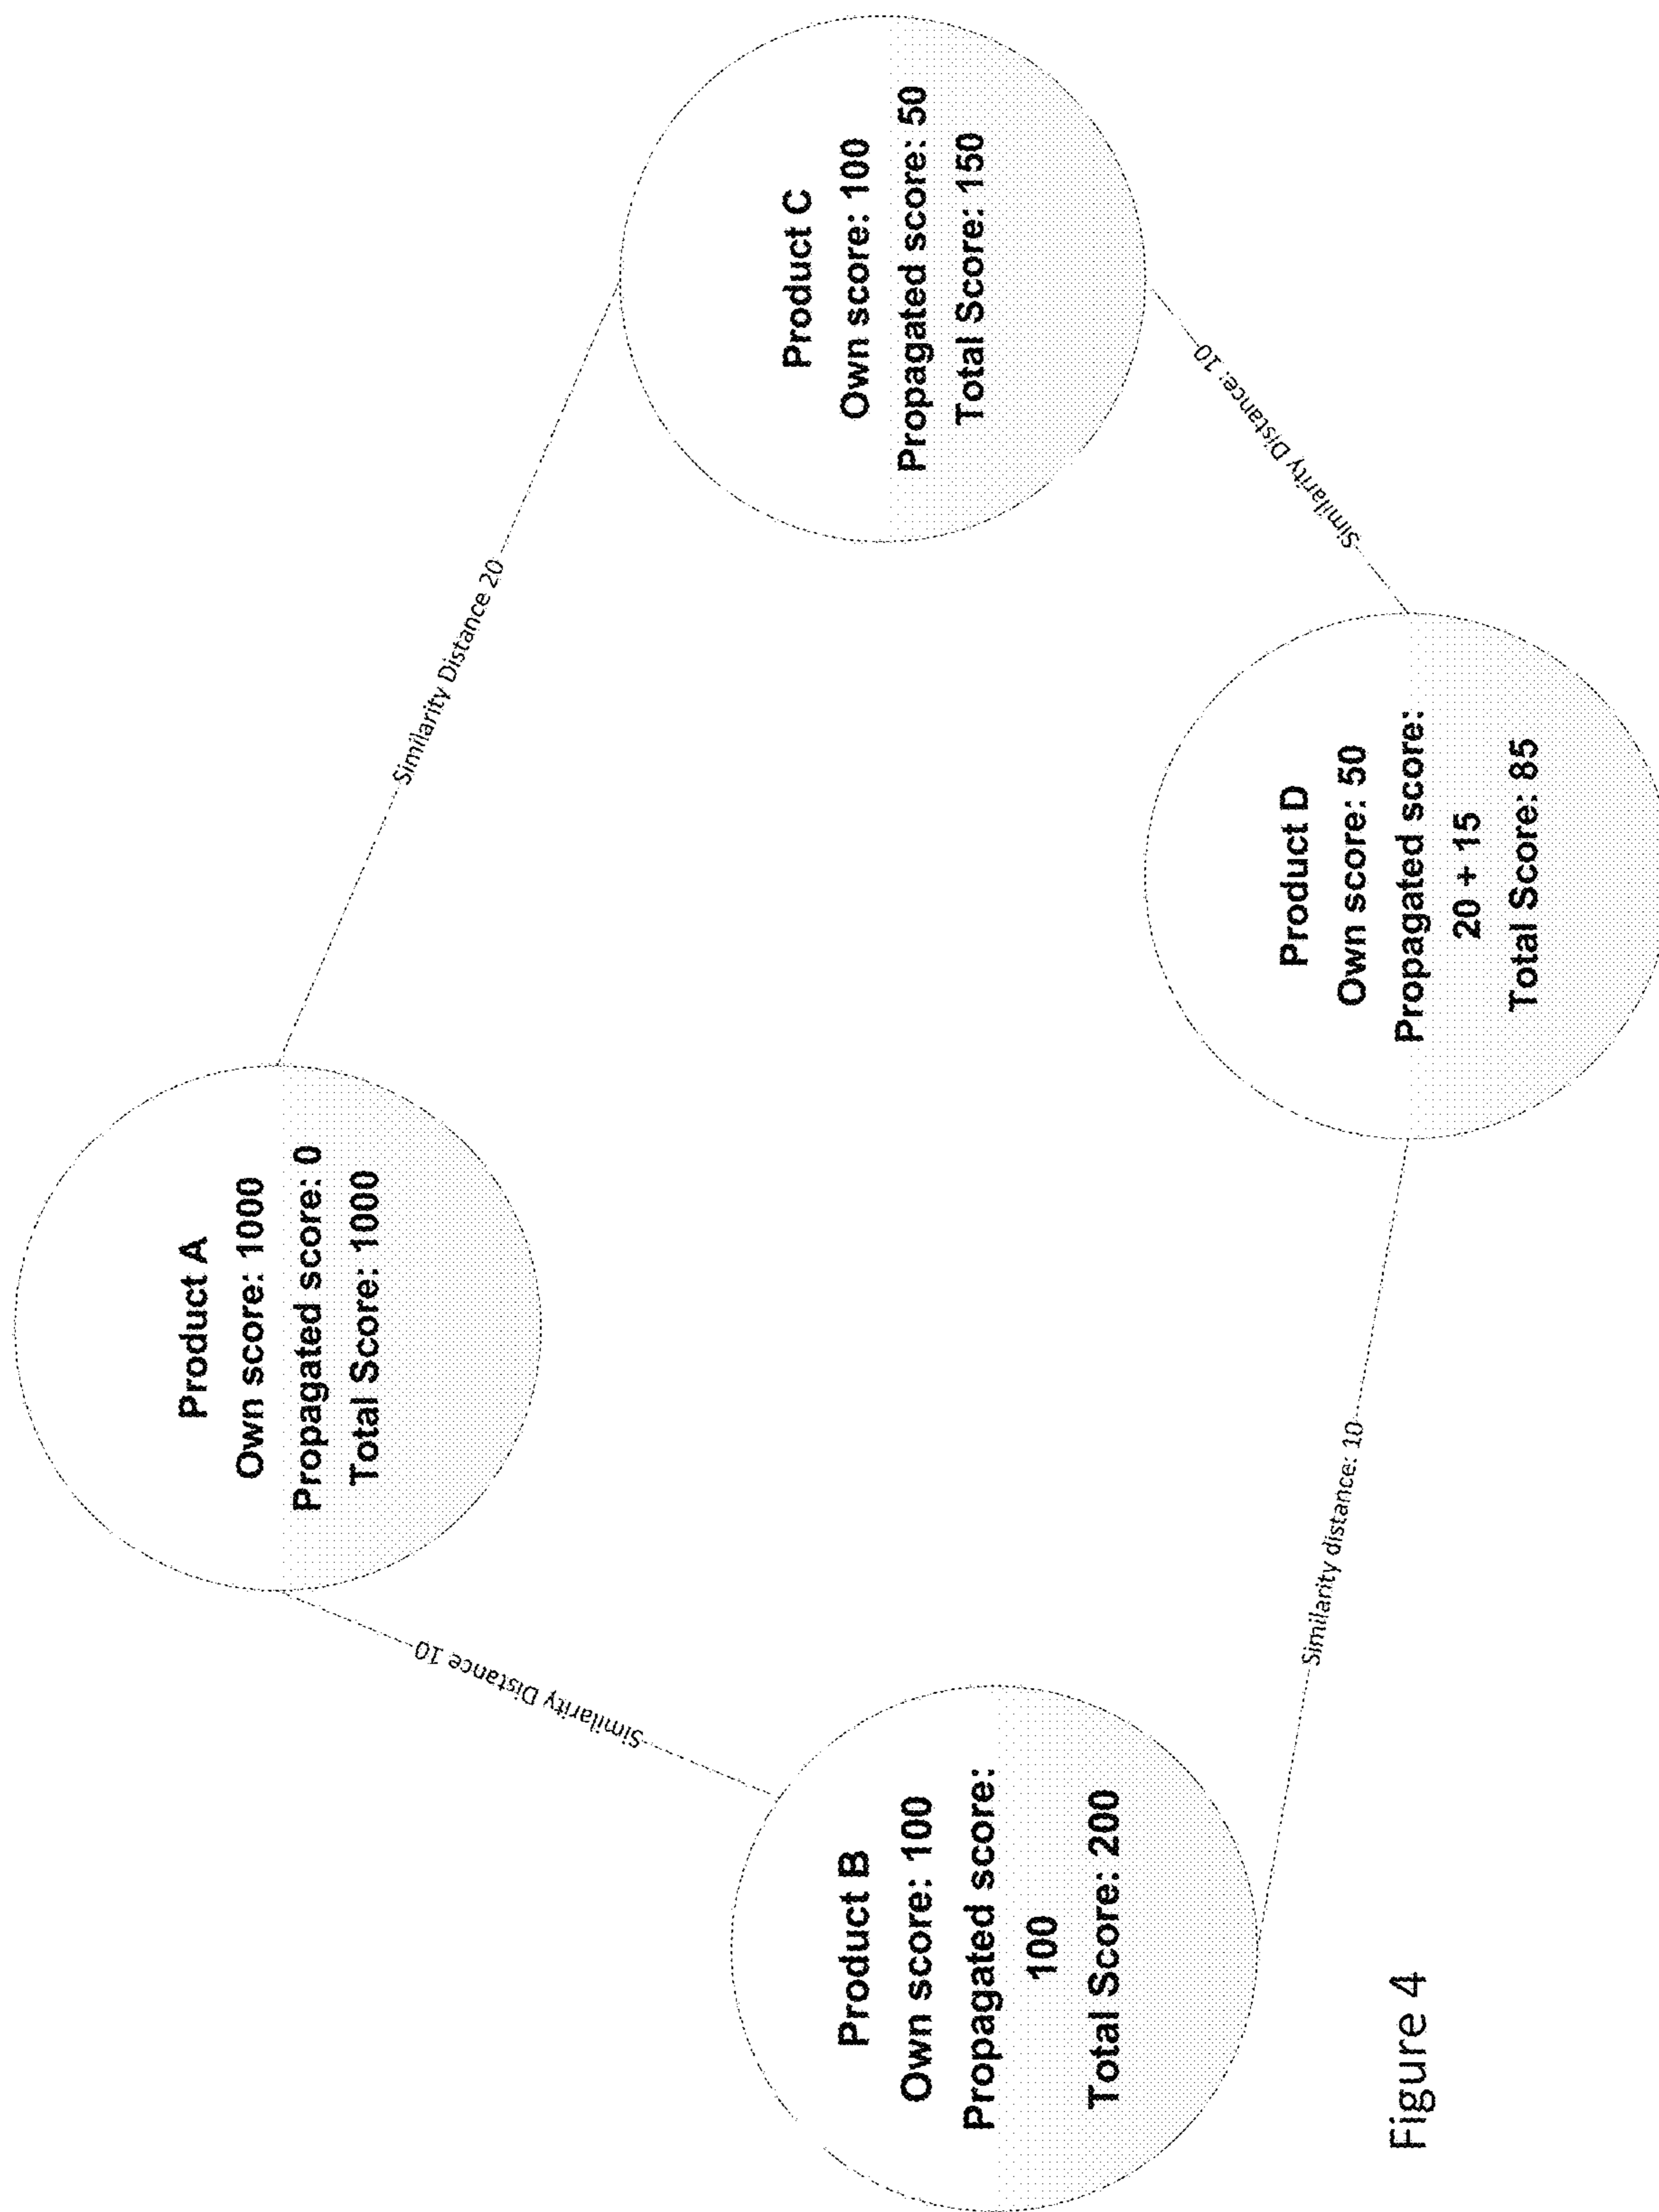 Product A
Own score: 1000
Propagated score: 0
Total Score: 1000
Similarity Distance 10
Similarity Distance 20
Product B
Own score: 100
Propagated score:
100
Total Score: 200
Product C
Own score: 100
Propagated score: 50
Total Score: 150
Similarity distance: 10
Similarity Distance: 10
Product D
Own score: 50
Propagated score:
20 + 15
Total Score: 85
Figure 4